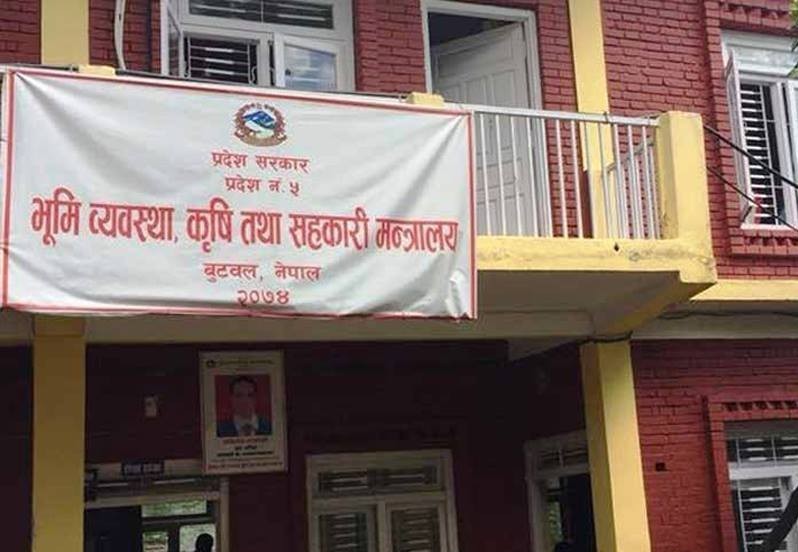 प्रदेश सरकार
प्रदेश नं. ५
भूमि व्यवस्था, कृषि तथा सहकारी मन्त्रालय
बुटवल, नेपाल
२०७४